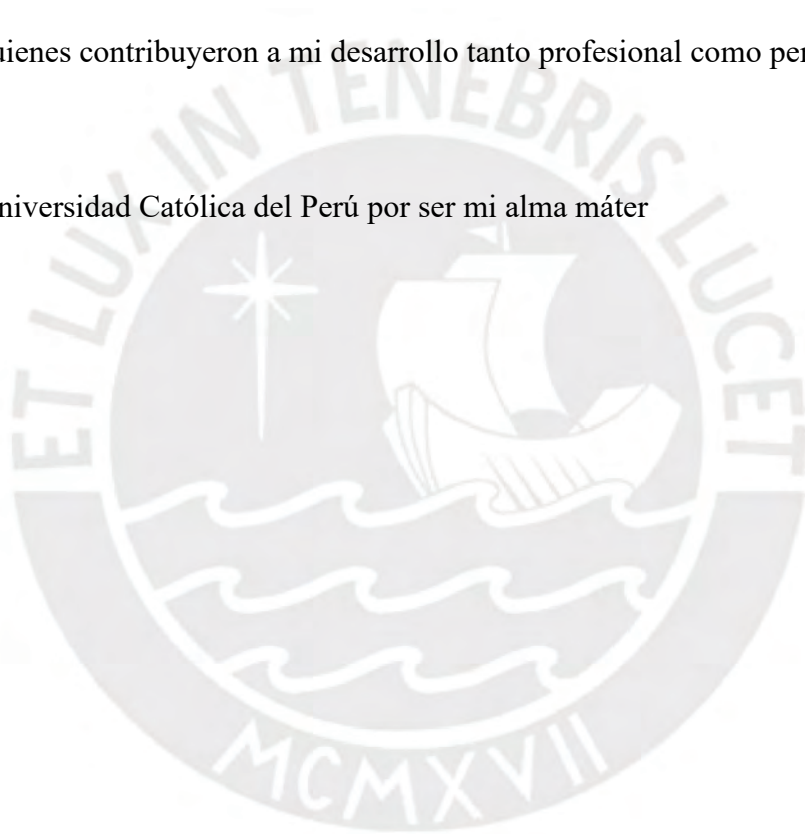 uienes contribuyeron a mi desarrollo tanto profesional como per
niversidad Católica del Perú por ser mi alma máter
ET LUX IN TENEBRIS LUCET
MCMXVII